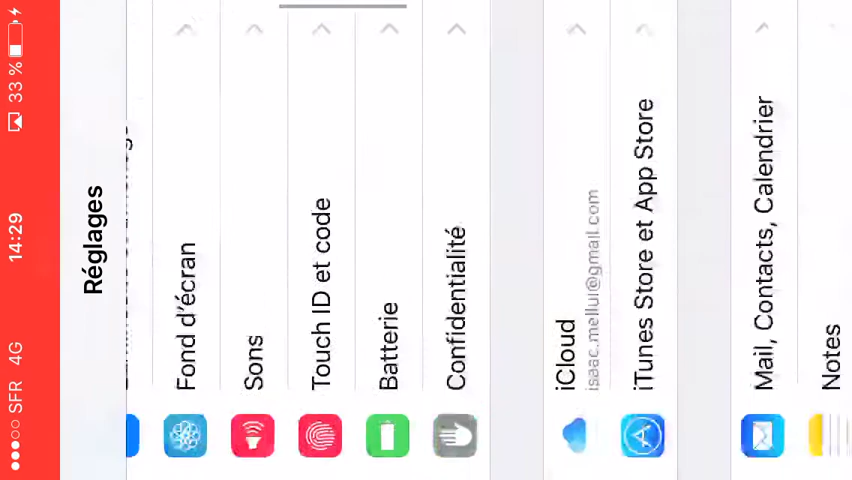 SFR 4G 14:29 33 %
Réglages
Fond d'écran
Sons
Touch ID et code
Batterie
Confidentialité
iCloud
isaac.mellui@gmail.com
iTunes Store et App Store
Mail, Contacts, Calendrier
Notes